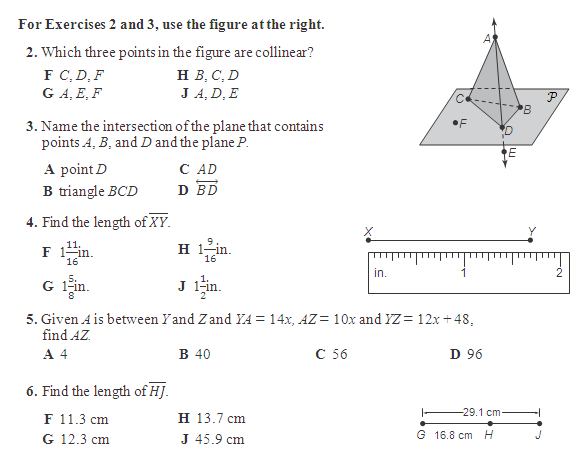 For Exercises 2 and 3, use the figure at the right.
2. Which three points in the figure are collinear?
F C, D, F
H B, C, D
G A, E, F
J A, D, E
A
C
B
P
F
D
E
3. Name the intersection of the plane that contains
points A, B, and D and the plane P.
A point D
C AD
B triangle BCD
D BD
4. Find the length of XY.
F 1 11/16 in.
H 1 9/16 in.
G 1 5/8 in.
J 1 1/2 in.
X
Y
in.
1
2
5. Given A is between Y and Z and YA = 14x, AZ = 10x and YZ = 12x + 48,
find AZ.
A 4
B 40
C 56
D 96
6. Find the length of HJ.
F 11.3 cm
H 13.7 cm
G 12.3 cm
J 45.9 cm
29.1 cm
G 16.8 cm H J